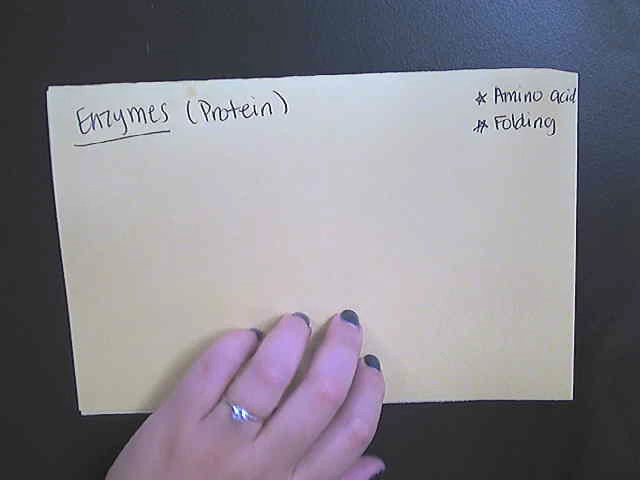 Enzymes (Protein)
☆ Amino acid
☆ Folding